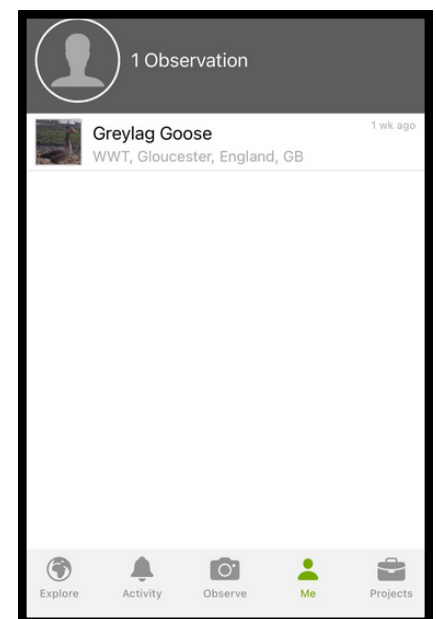 1 Observation
Greylag Goose
1 wk ago
WWT, Gloucester, England, GB
Explore
Activity
Observe
Me
Projects